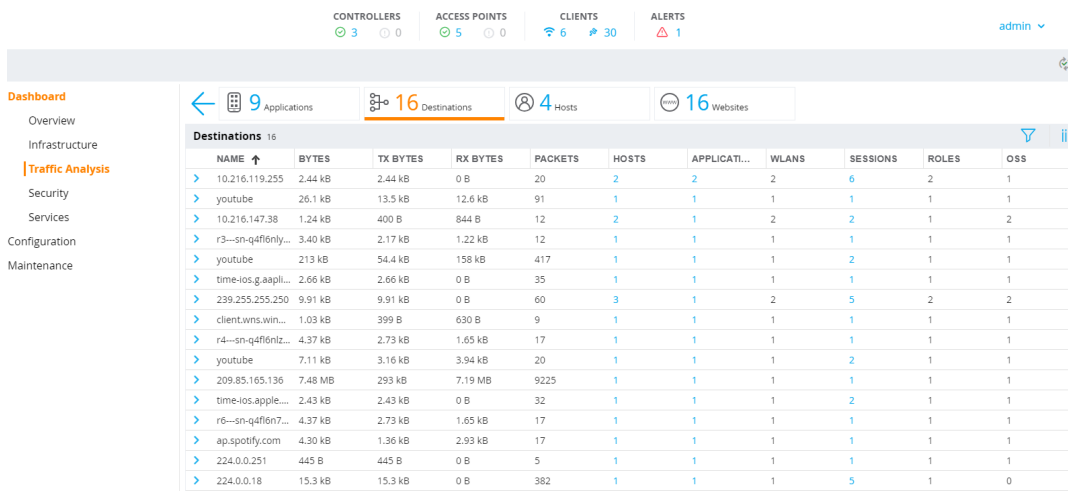 CONTROLLERS ACCESS POINTS CLIENTS ALERTS
3 0 5 0 6 30 1
admin
Dashboard
Overview
Infrastructure
Traffic Analysis
Security
Services
Configuration
Maintenance
9 Applications 16 Destinations 4 Hosts www 16 Websites
Destinations 16
NAME BYTES TX BYTES RX BYTES PACKETS HOSTS APPLICATI... WLANS SESSIONS ROLES OSS
10.216.119.255 2.44 kB 2.44 kB 0 B 20 2 2 2 6 2 1
youtube 26.1 kB 13.5 kB 12.6 kB 91 1 1 1 1 1 1
10.216.147.38 1.24 kB 400 B 844 B 12 2 1 2 2 1 2
r3---sn-q4fl6nly... 3.40 kB 2.17 kB 1.22 kB 12 1 1 1 1 1 1
youtube 213 kB 54.4 kB 158 kB 417 1 1 1 2 1 1
time-ios.g.aapli... 2.66 kB 2.66 kB 0 B 35 1 1 1 1 1 1
239.255.255.250 9.91 kB 9.91 kB 0 B 60 3 1 2 5 2 2
client.wns.win... 1.03 kB 399 B 630 B 9 1 1 1 1 1 1
r4---sn-q4fl6nlz... 4.37 kB 2.73 kB 1.65 kB 17 1 1 1 1 1 1
youtube 7.11 kB 3.16 kB 3.94 kB 20 1 1 1 2 1 1
209.85.165.136 7.48 MB 293 kB 7.19 MB 9225 1 1 1 1 1 1
time-ios.apple.... 2.43 kB 2.43 kB 0 B 32 1 1 1 2 1 1
r6---sn-q4fl6n7... 4.37 kB 2.73 kB 1.65 kB 17 1 1 1 1 1 1
ap.spotify.com 4.30 kB 1.36 kB 2.93 kB 17 1 1 1 1 1 1
224.0.0.251 445 B 445 B 0 B 5 1 1 1 1 1 1
224.0.0.18 15.3 kB 15.3 kB 0 B 382 1 1 1 5 1 0